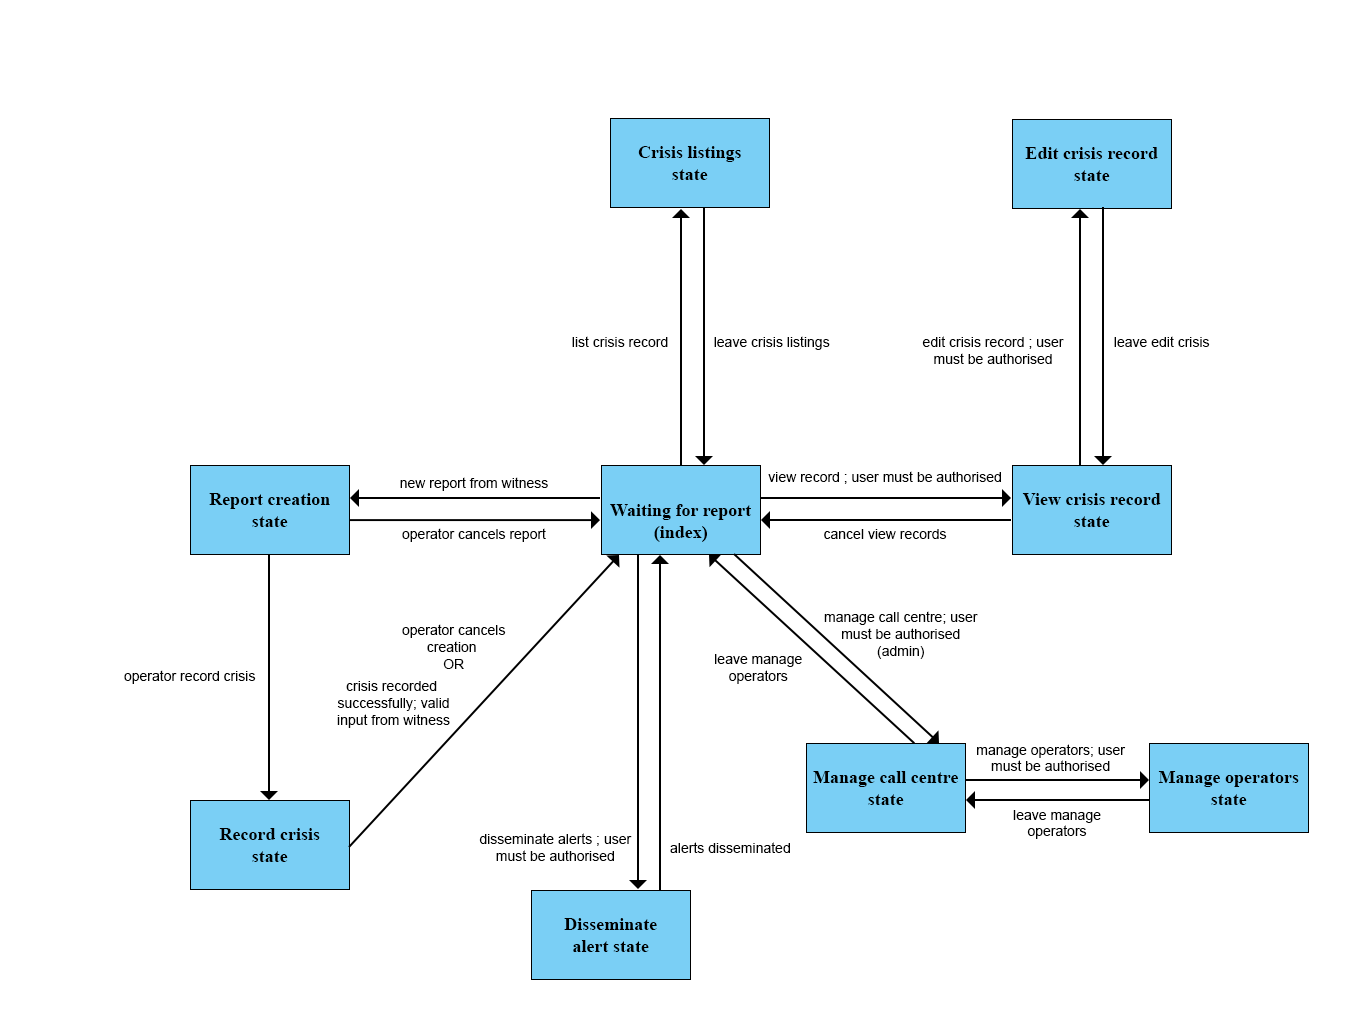 Crisis listings
state
Edit crisis record
state
list crisis record
leave crisis listings
edit crisis record ; user
must be authorised
leave edit crisis
Report creation
state
new report from witness
operator cancels report
Waiting for report
(index)
view record ; user must be authorised
cancel view records
View crisis record
state
operator record crisis
operator cancels
creation
OR
crisis recorded
successfully; valid
input from witness
leave manage
operators
manage call centre; user
must be authorised
(admin)
Manage call centre
state
manage operators; user
must be authorised
leave manage
operators
Manage operators
state
Record crisis
state
disseminate alerts ; user
must be authorised
alerts disseminated
Disseminate
alert state